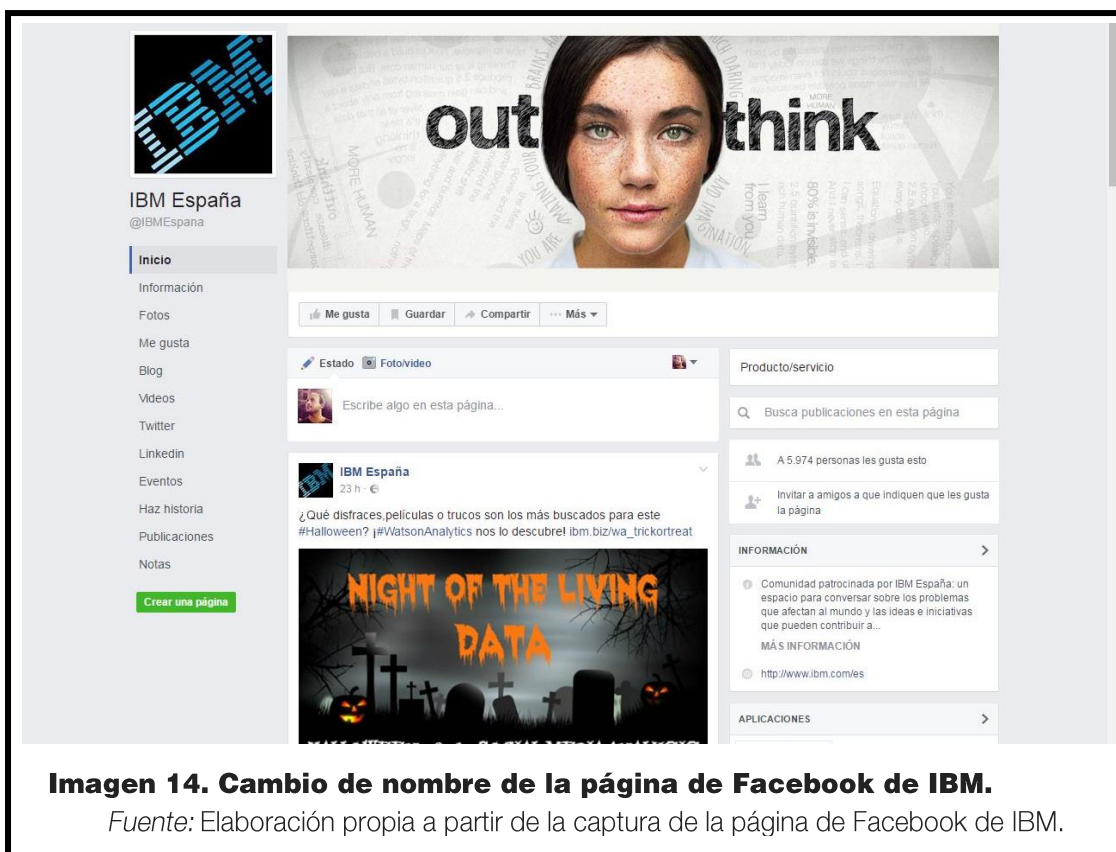 IBM
out think
IBM España
@IBMEspana
Inicio
Información
Fotos
Me gusta
Blog
Videos
Twitter
Linkedin
Eventos
Haz historia
Publicaciones
Notas
Crear una página
Me gusta
Guardar
Compartir
Más
Estado
Foto/video
Escribe algo en esta página...
IBM España
23 h
¿Qué disfraces,películas o trucos son los más buscados para este
#Halloween? ¡#WatsonAnalytics nos lo descubre! ibm.biz/wa_trickortreat
NIGHT OF THE LIVING
DATA
Producto/servicio
Busca publicaciones en esta página
A 5.974 personas les gusta esto
Invitar a amigos a que indiquen que les gusta
la página
INFORMACIÓN
Comunidad patrocinada por IBM España: un
espacio para conversar sobre los problemas
que afectan al mundo y las ideas e iniciativas
que pueden contribuir a...
MÁS INFORMACIÓN
http://www.ibm.com/es
APLICACIONES
Imagen 14. Cambio de nombre de la página de Facebook de IBM.
Fuente: Elaboración propia a partir de la captura de la página de Facebook de IBM.